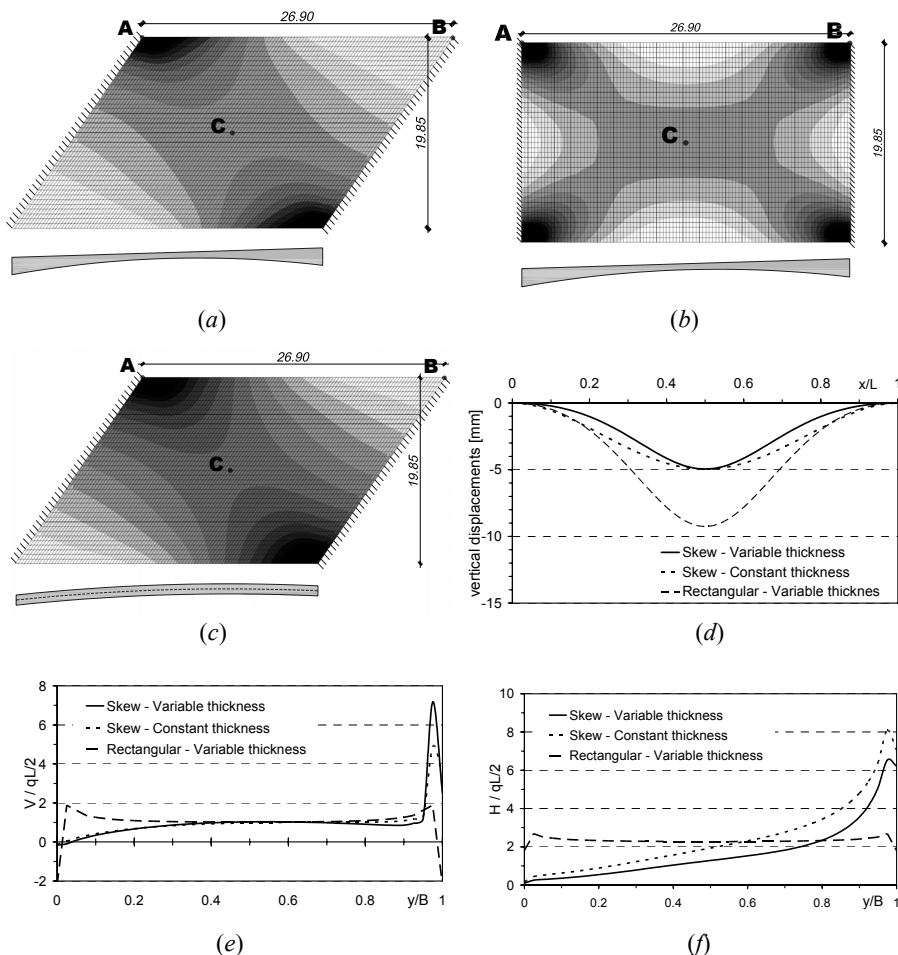 A
26.90
B
C
19.85
(a)
A
26.90
B
C
19.85
(b)
A
26.90
B
C
19.85
(c)
0 0.2 0.4 0.6 0.8 x/L 1
0
-5
-10
-15
vertical displacements [mm]
Skew - Variable thickness
Skew - Constant thickness
Rectangular - Variable thicknes
(d)
8
6
4
2
0
-2
V / qL/2
Skew - Variable thickness
Skew - Constant thickness
Rectangular - Variable thickness
0 0.2 0.4 0.6 0.8 y/B 1
(e)
10
8
6
4
2
0
H / qL/2
Skew - Variable thickness
Skew - Constant thickness
Rectangular - Variable thickness
0 0.2 0.4 0.6 0.8 y/B 1
(f)